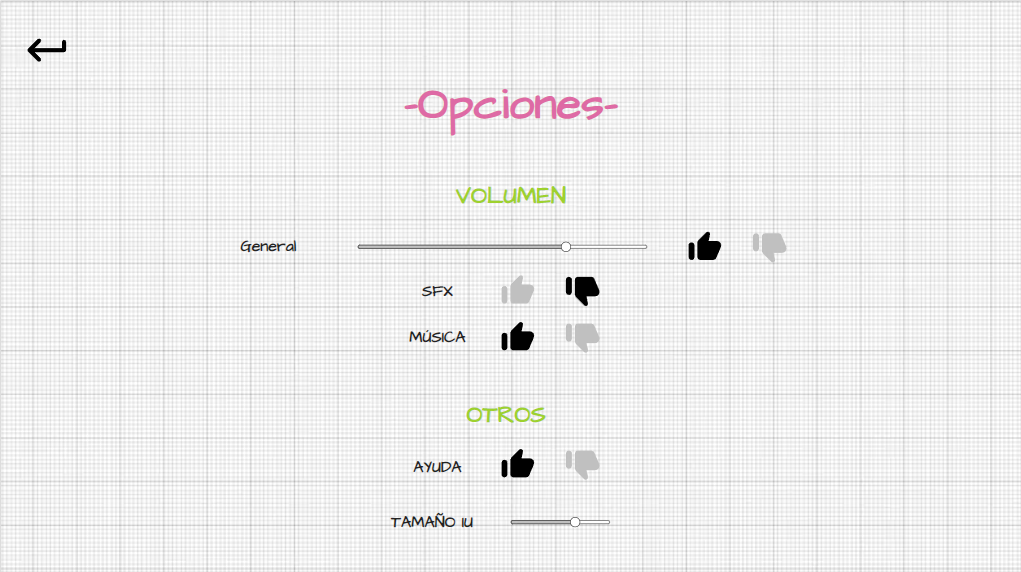 -Opciones-
VOLUMEN
General
SFX
MÚSICA
OTROS
AYUDA
TAMAÑO IU